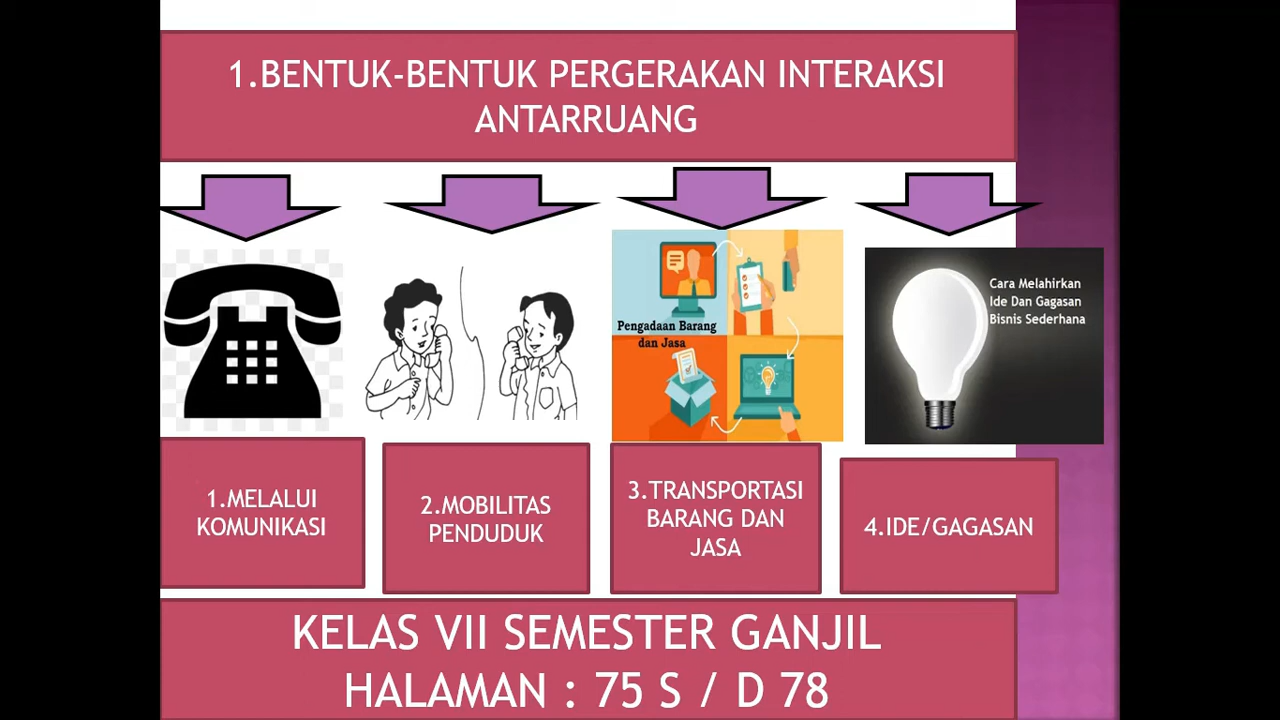 1.BENTUK-BENTUK PERGERAKAN INTERAKSI
ANTARRUANG
Pengadaan Barang
dan Jasa
Cara Melahirkan
Ide Dan Gagasan
Bisnis Sederhana
1.MELALUI
KOMUNIKASI
2.MOBILITAS
PENDUDUK
3.TRANSPORTASI
BARANG DAN
JASA
4.IDE/GAGASAN
KELAS VII SEMESTER GANJIL
HALAMAN : 75 S / D 78